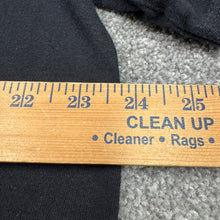 22 23 24 25
CLEAN UP
• Cleaner • Rags •